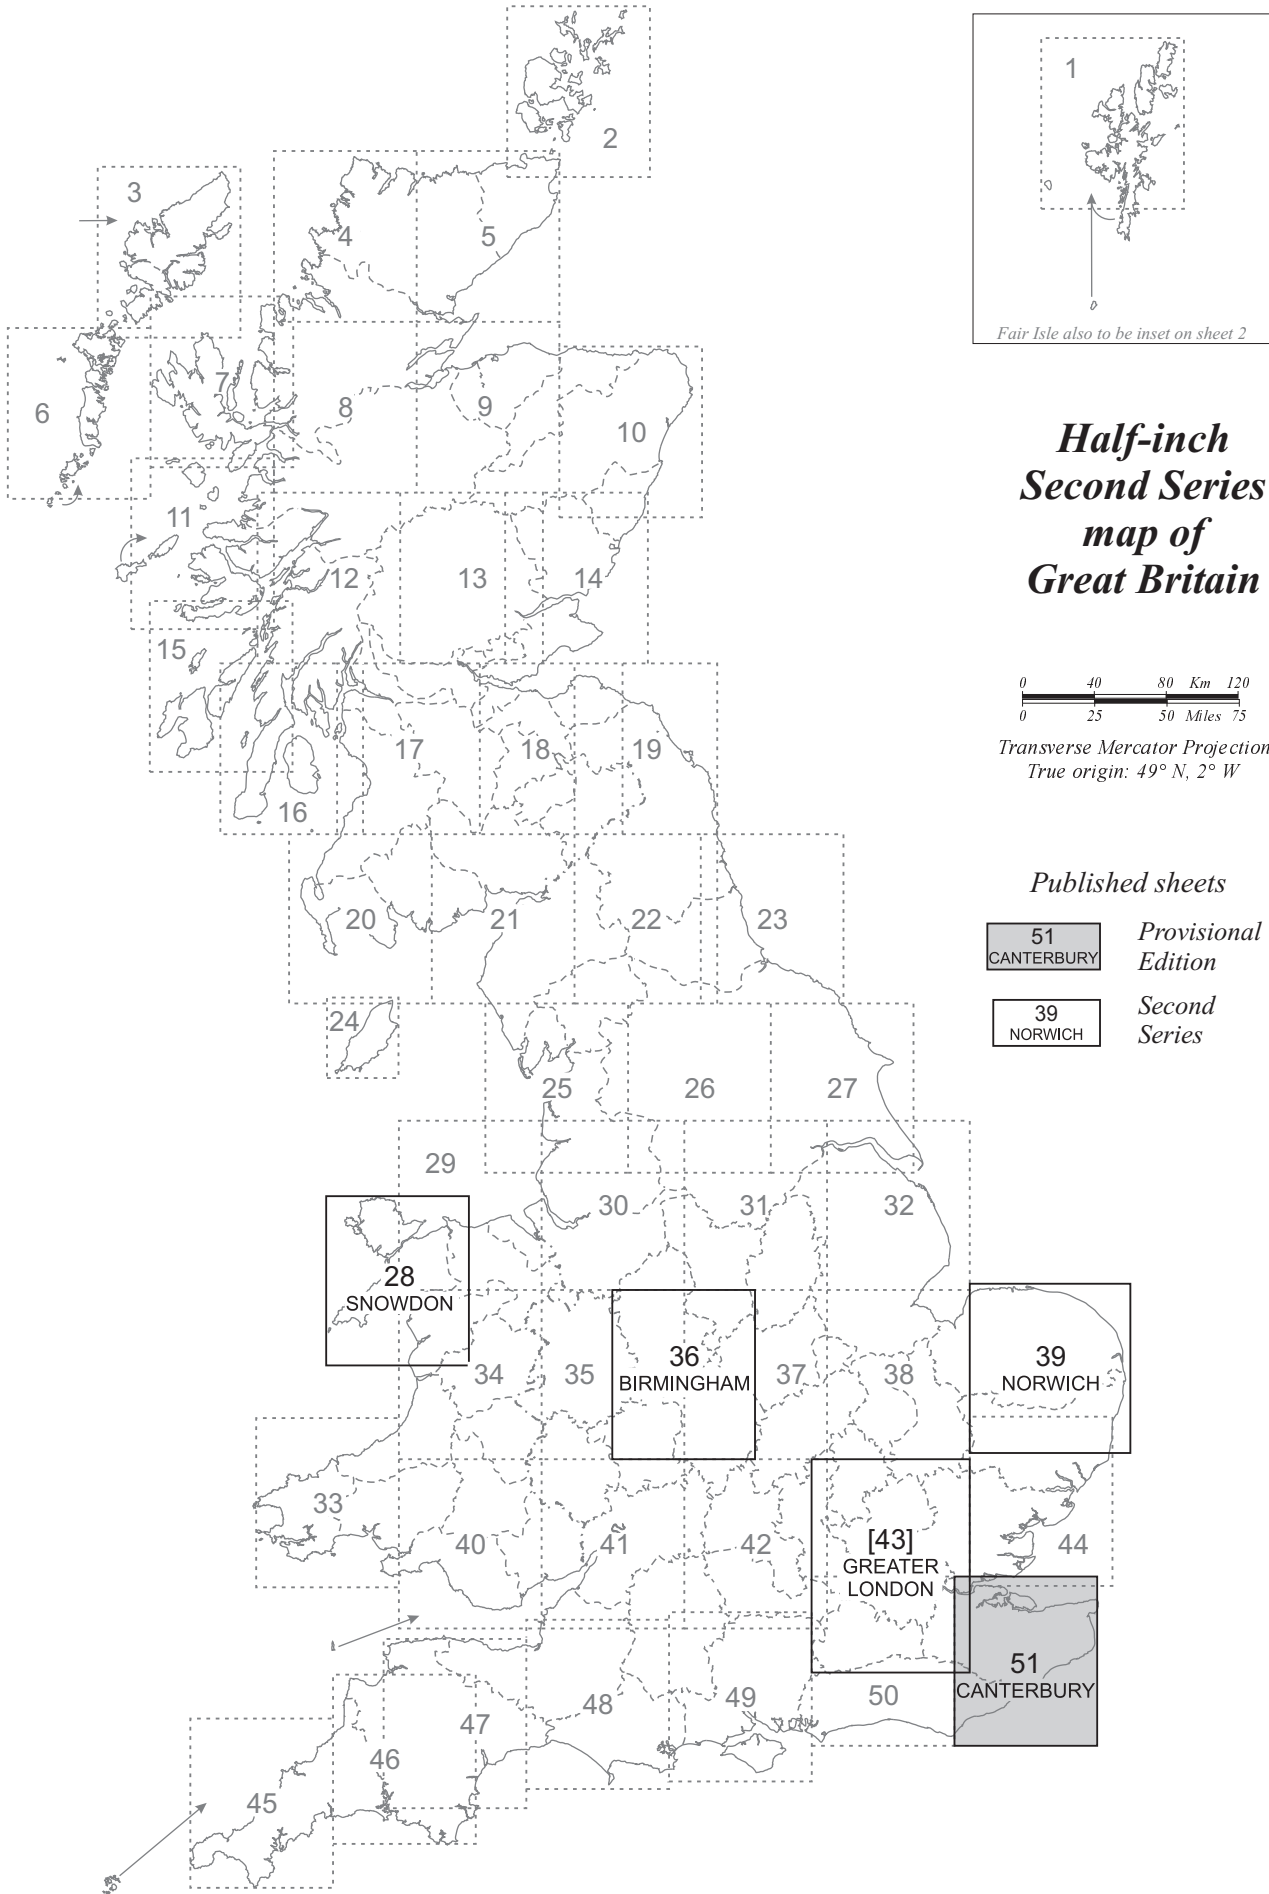 1
Fair Isle also to be inset on sheet 2
Half-inch
Second Series
map of
Great Britain
0 40 80 Km 120
0 25 50 Miles 75
Transverse Mercator Projection
True origin: 49° N, 2° W
Published sheets
51
CANTERBURY
Provisional
Edition
39
NORWICH
Second
Series
2
3
4
5
6
7
8
9
10
11
12
13
14
15
16
17
18
19
20
21
22
23
24
25
26
27
28
SNOWDON
29
30
31
32
33
34
35
36
BIRMINGHAM
37
38
39
NORWICH
40
41
42
[43]
GREATER
LONDON
44
45
46
47
48
49
50
51
CANTERBURY